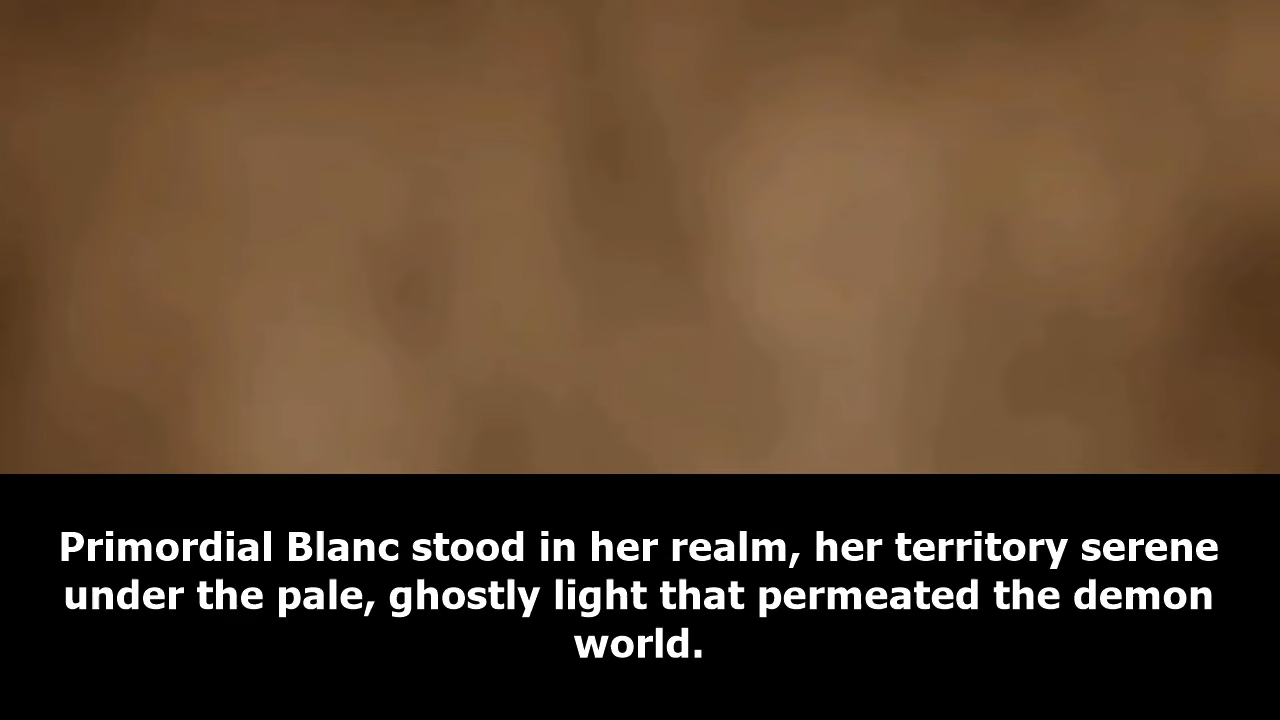 Primordial Blanc stood in her realm, her territory serene
under the pale, ghostly light that permeated the demon
world.